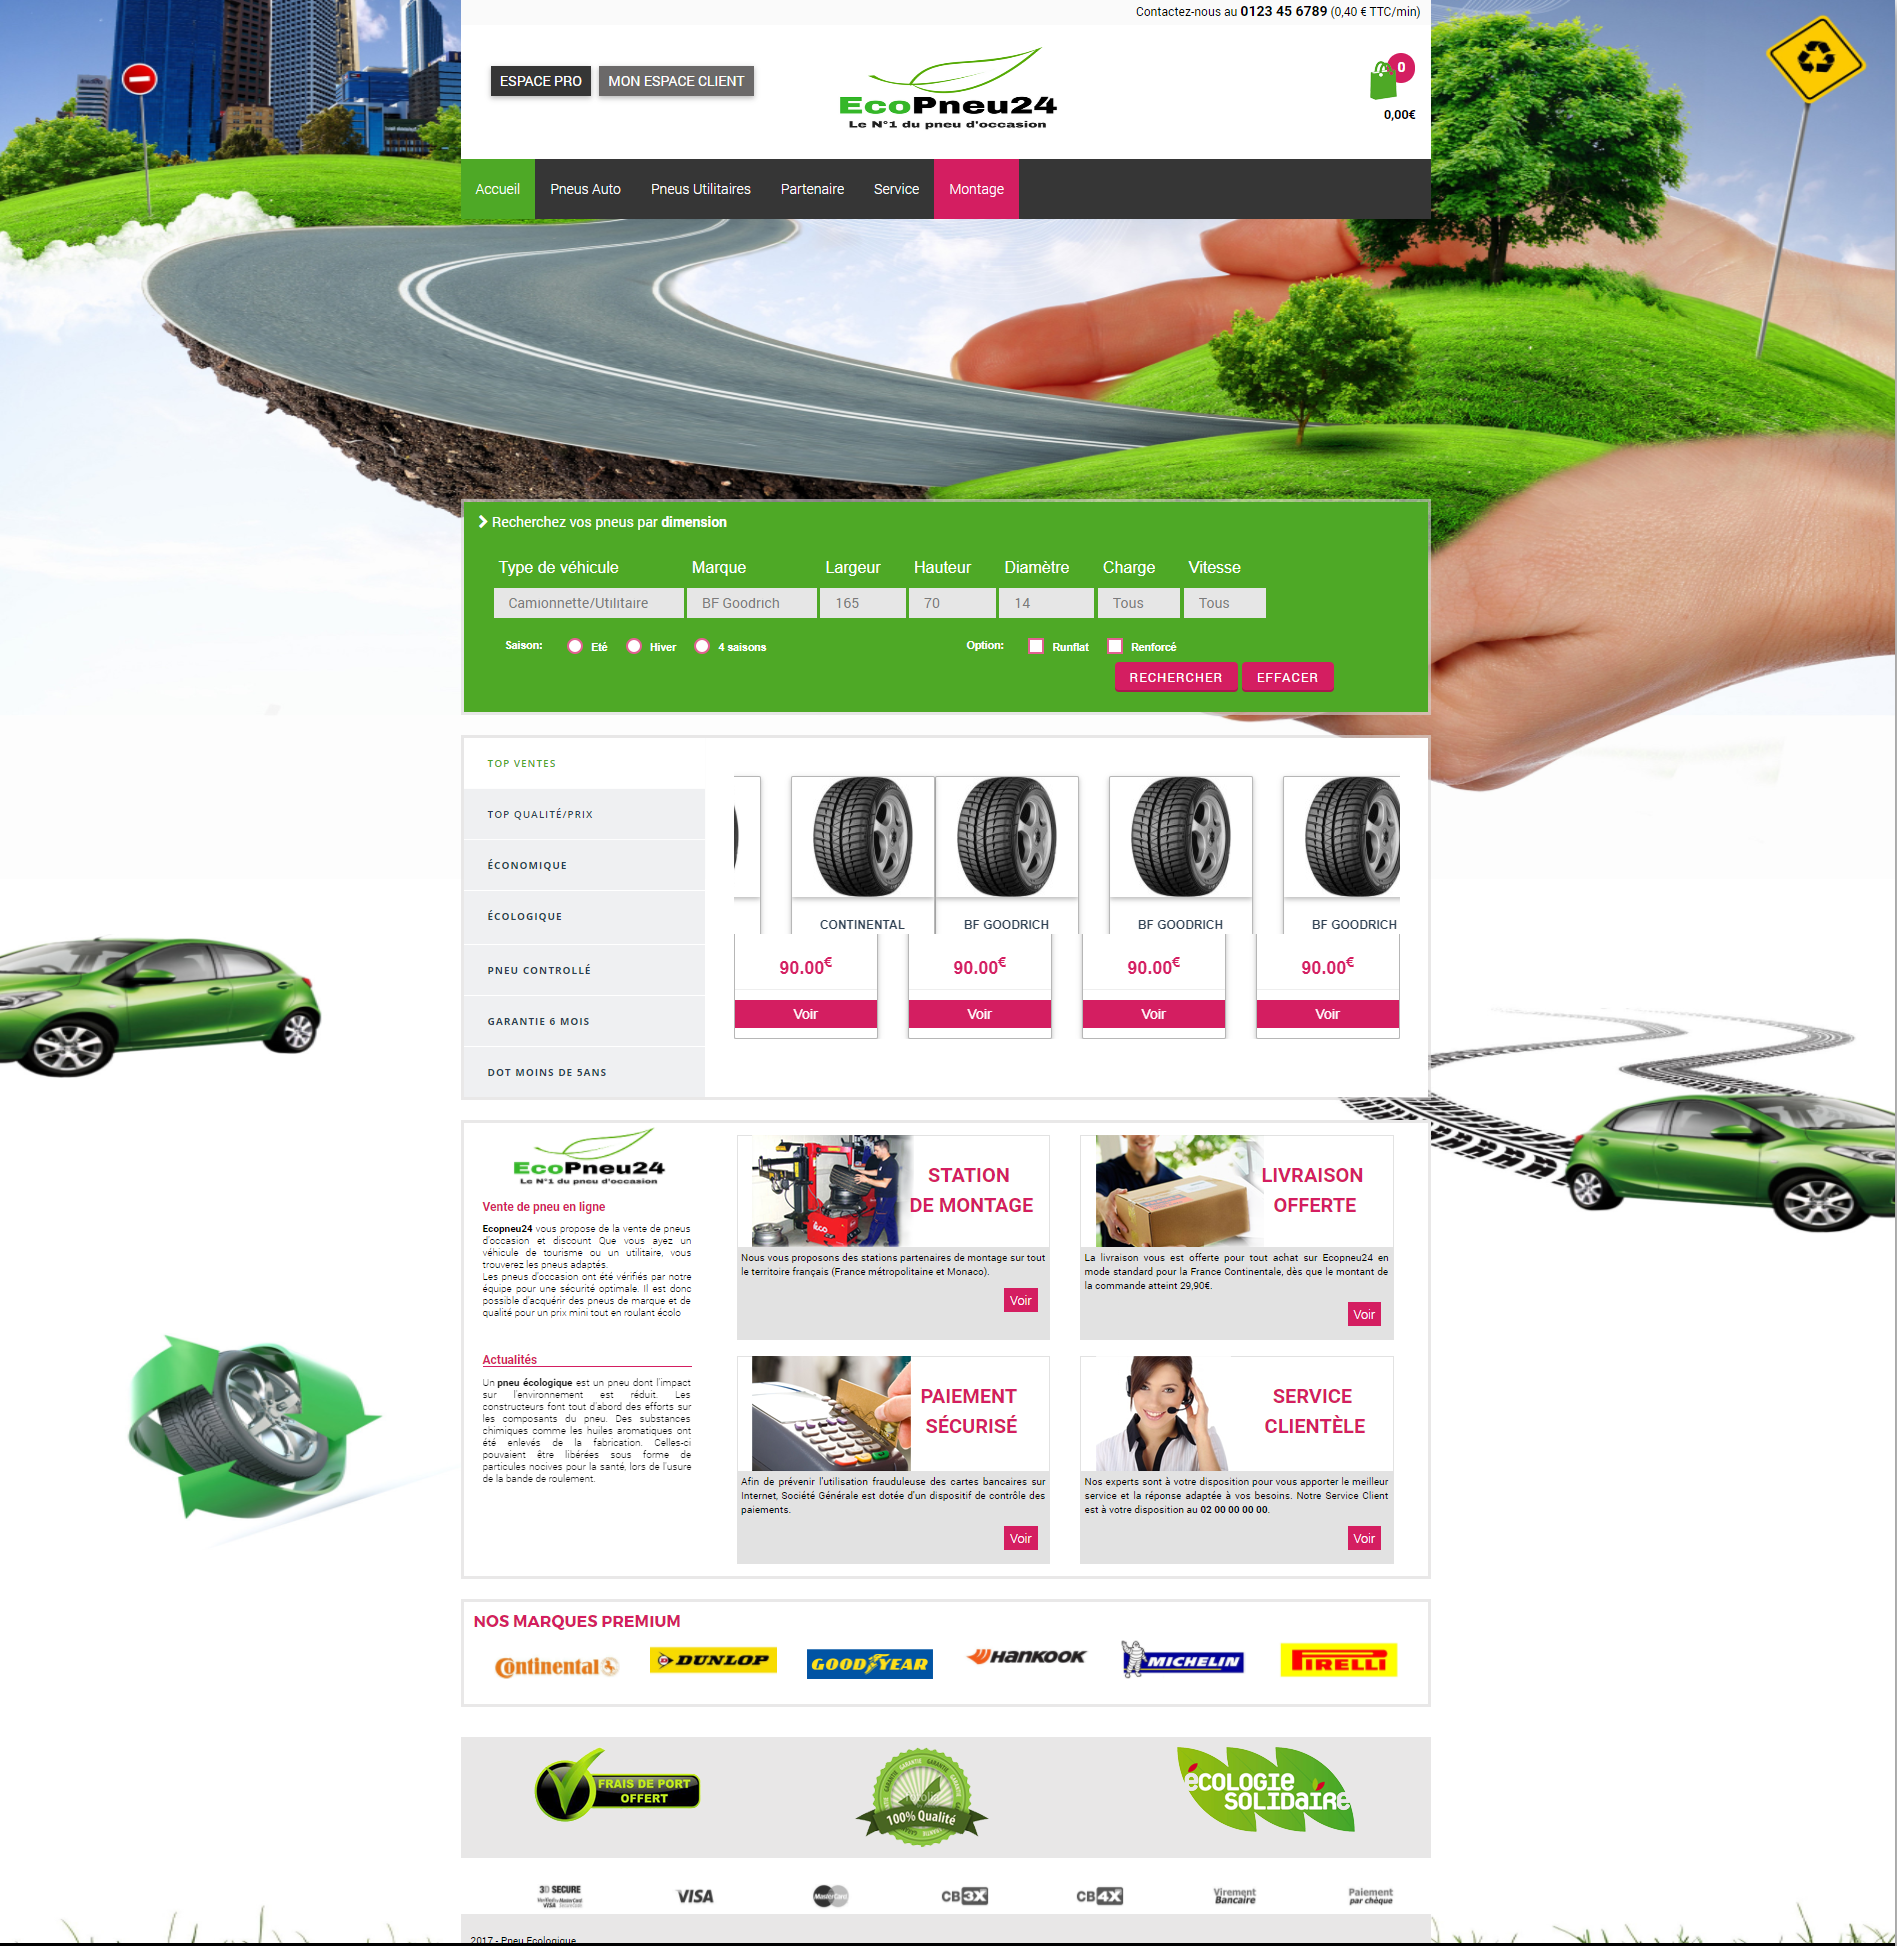 Contactez-nous au 0123 45 6789 (0,40 € TTC/min)
ESPACE PRO
MON ESPACE CLIENT
EcoPneu24
Le N°1 du pneu d'occasion
0
0,00€
Accueil
Pneus Auto
Pneus Utilitaires
Partenaire
Service
Montage
Recherchez vos pneus par dimension
Type de véhicule Marque Largeur Hauteur Diamètre Charge Vitesse
Camionnette/Utilitaire BF Goodrich 165 70 14 Tous Tous
Saison: Eté Hiver 4 saisons Option: Runflat Renforcé
RECHERCHER EFFACER
TOP VENTES
TOP QUALITÉ/PRIX
ÉCONOMIQUE
ÉCOLOGIQUE
PNEU CONTROLLÉ
GARANTIE 6 MOIS
DOT MOINS DE 5ANS
CONTINENTAL BF GOODRICH BF GOODRICH BF GOODRICH
90.00€ 90.00€ 90.00€ 90.00€
Voir Voir Voir Voir
EcoPneu24
Le N°1 du pneu d'occasion
Vente de pneu en ligne
Ecopneu24 vous propose de la vente de pneus
d'occasion et discount Que vous ayez un
véhicule de tourisme ou un utilitaire, vous
trouverez les pneus adaptés.
Les pneus d'occasion ont été vérifiés par notre
équipe pour une sécurité optimale. Il est donc
possible d'acquérir des pneus de marque et de
qualité pour un prix mini tout en roulant écolo
Actualités
Un pneu écologique est un pneu dont l'impact
sur l'environnement est réduit. Les
constructeurs font tout d'abord des efforts sur
les composants du pneu. Des substances
chimiques comme les huiles aromatiques ont
été enlevés de la fabrication. Celles-ci
pouvaient être libérées sous forme de
particules nocives pour la santé, lors de l'usure
de la bande de roulement.
STATION
DE MONTAGE
Nous vous proposons des stations partenaires de montage sur tout
le territoire français (France métropolitaine et Monaco).
Voir
LIVRAISON
OFFERTE
La livraison vous est offerte pour tout achat sur Ecopneu24 en
mode standard pour la France Continentale, dès que le montant de
la commande atteint 29,90€.
Voir
PAIEMENT
SÉCURISÉ
Afin de prévenir l'utilisation frauduleuse des cartes bancaires sur
Internet, Société Générale est dotée d'un dispositif de contrôle des
paiements.
Voir
SERVICE
CLIENTÈLE
Nos experts sont à votre disposition pour vous apporter le meilleur
service et la réponse adaptée à vos besoins. Notre Service Client
est à votre disposition au 02 00 00 00 00.
Voir
NOS MARQUES PREMIUM
Continental
DUNLOP
GOODYEAR
HANKOOK
MICHELIN
PIRELLI
FRAIS DE PORT
OFFERT
100% Qualité
écologie
solidaire
3D SECURE
VISA
MasterCard
CB 3X
CB 4X
Virement
Bancaire
Paiement
par chèque
2017 - Pneu Ecologique